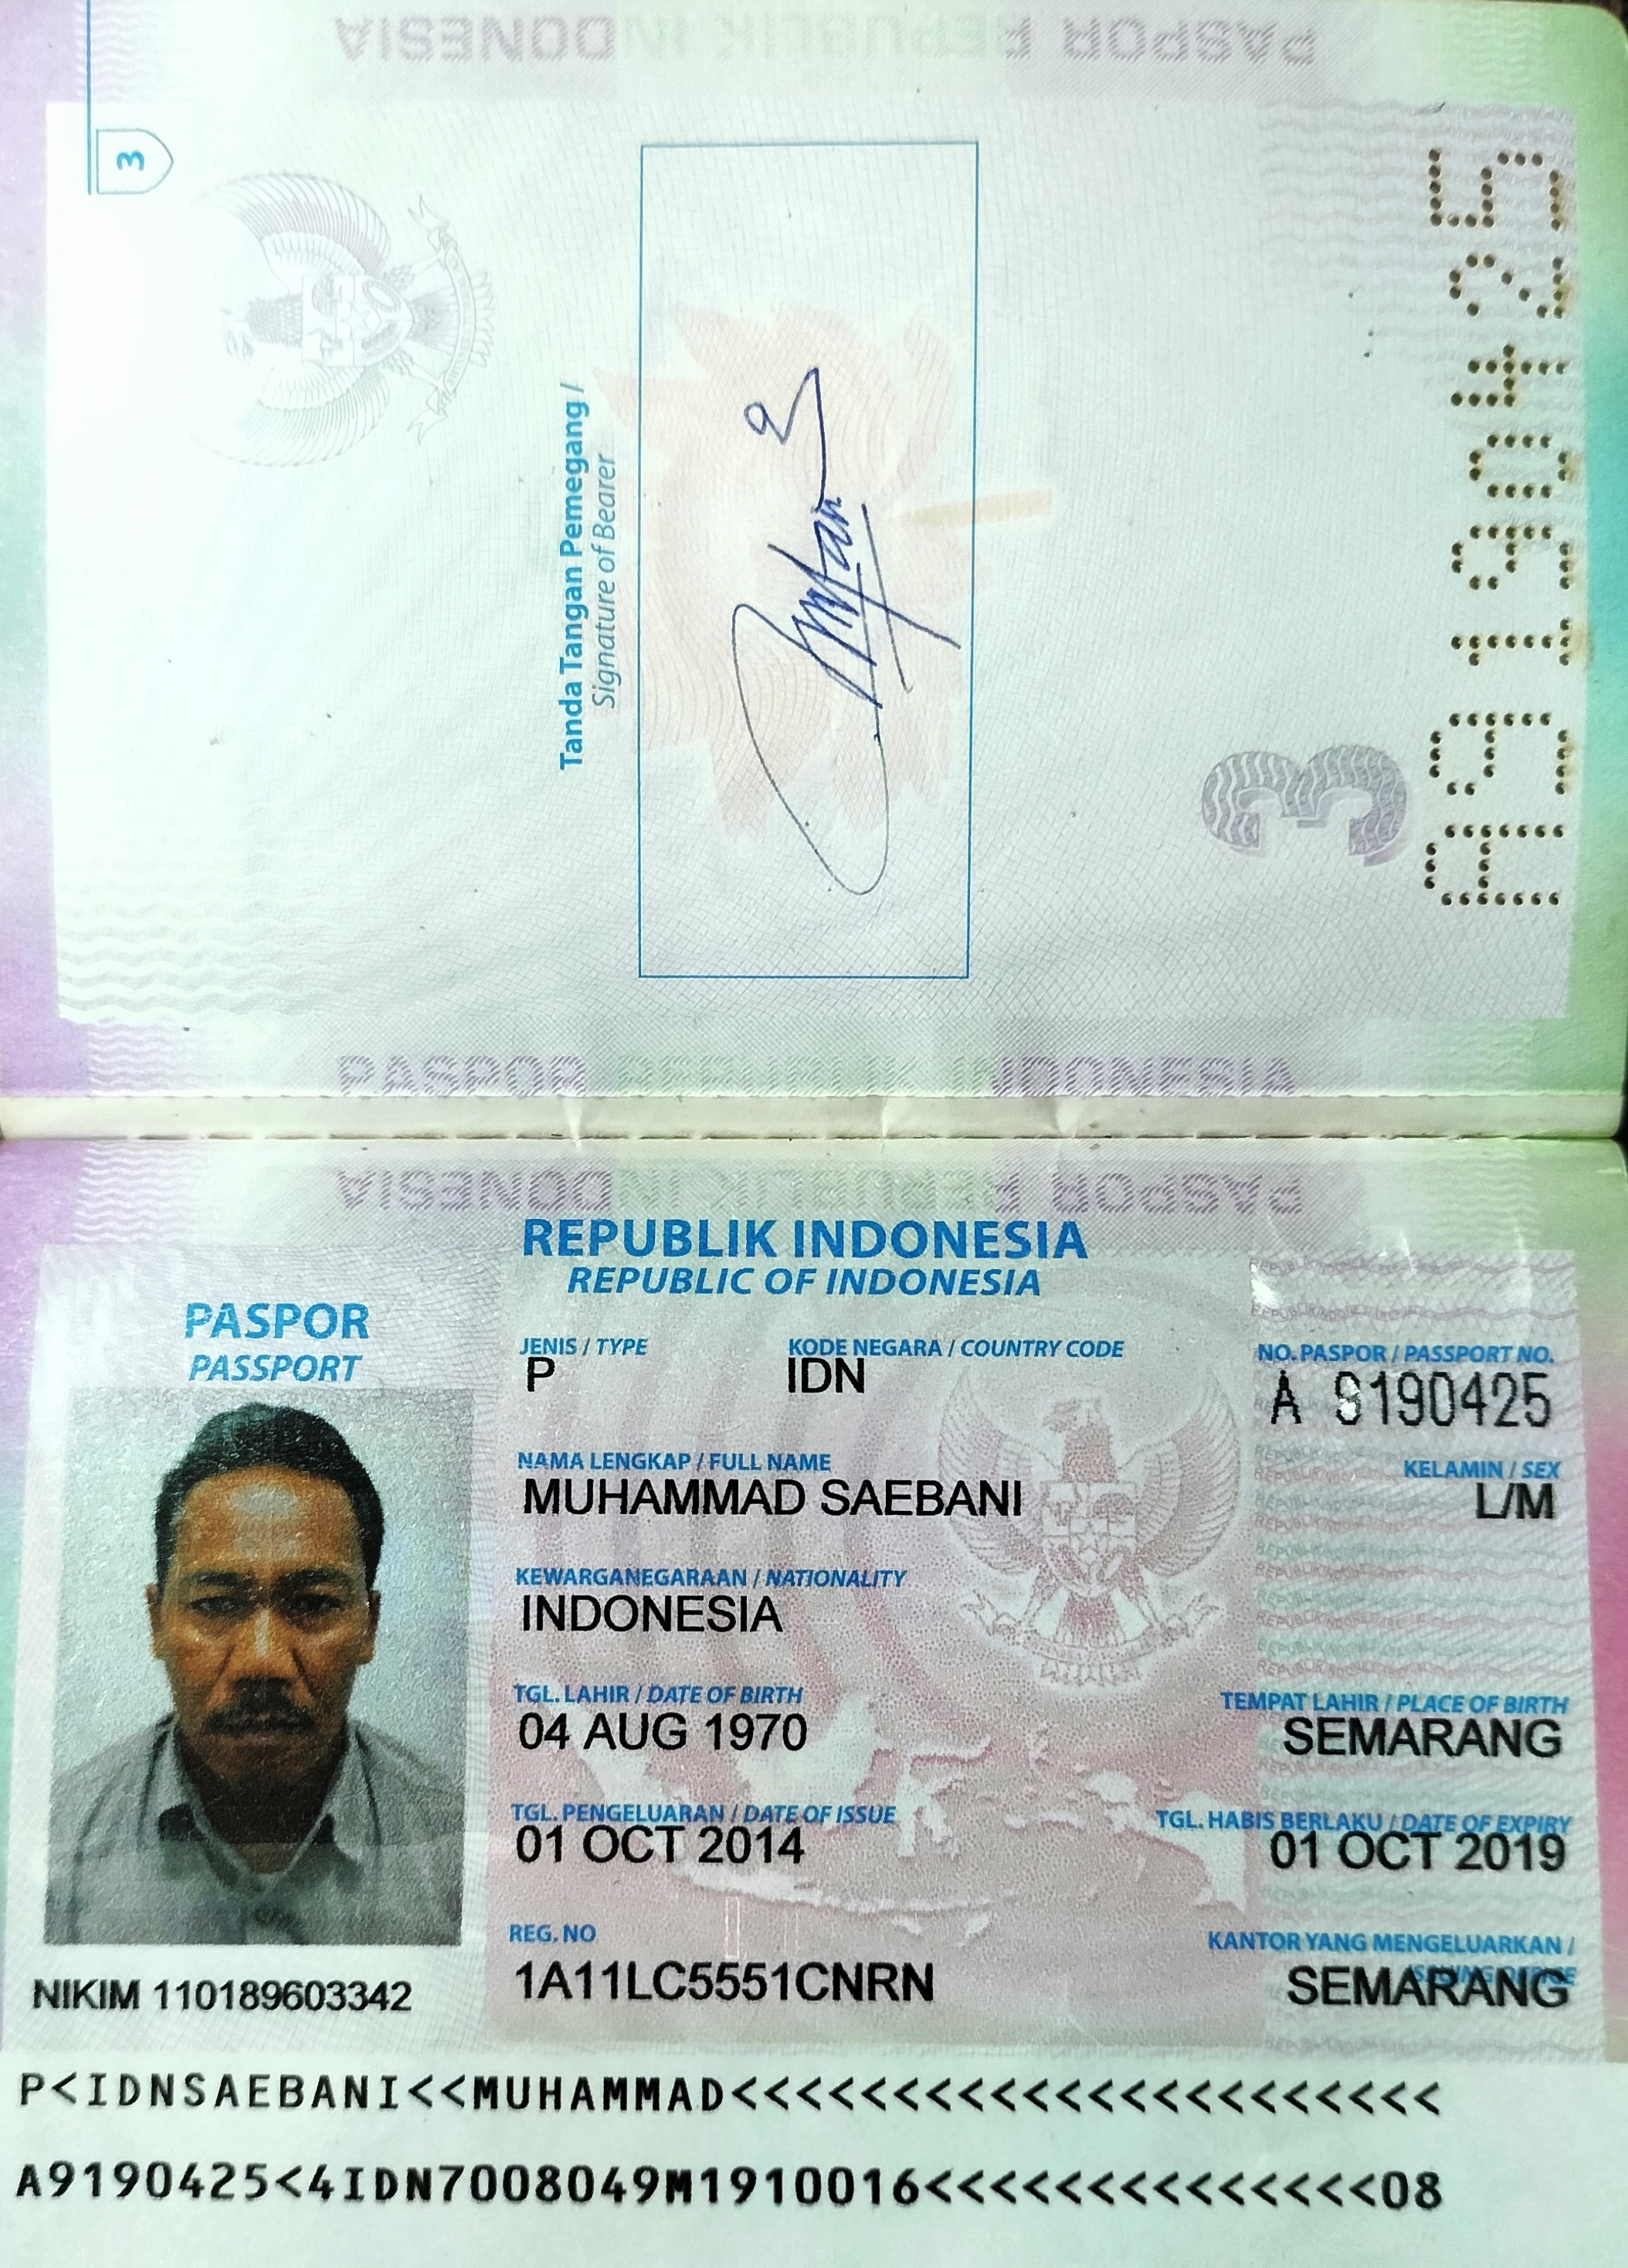 PASPOR REPUBLIK INDONESIA
3
Tanda Tangan Pemegang /
Signature of Bearer
3
A9190425
PASPOR REPUBLIK INDONESIA
PASPOR REPUBLIK INDONESIA
REPUBLIK INDONESIA
REPUBLIC OF INDONESIA
PASPOR
PASSPORT
JENIS / TYPE
P
KODE NEGARA / COUNTRY CODE
IDN
NO. PASPOR / PASSPORT NO.
A 9190425
NAMA LENGKAP / FULL NAME
MUHAMMAD SAEBANI
KELAMIN / SEX
L/M
KEWARGANEGARAAN / NATIONALITY
INDONESIA
TGL. LAHIR / DATE OF BIRTH
04 AUG 1970
TEMPAT LAHIR / PLACE OF BIRTH
SEMARANG
TGL. PENGELUARAN / DATE OF ISSUE
01 OCT 2014
TGL. HABIS BERLAKU / DATE OF EXPIRY
01 OCT 2019
REG. NO
1A11LC5551CNRN
KANTOR YANG MENGELUARKAN /
ISSUING OFFICE
SEMARANG
NIKIM 110189603342
P<IDNSAEBANI<<MUHAMMAD<<<<<<<<<<<<<<<<<<<<<<
A9190425<4IDN7008049M1910016<<<<<<<<<<<<<<08